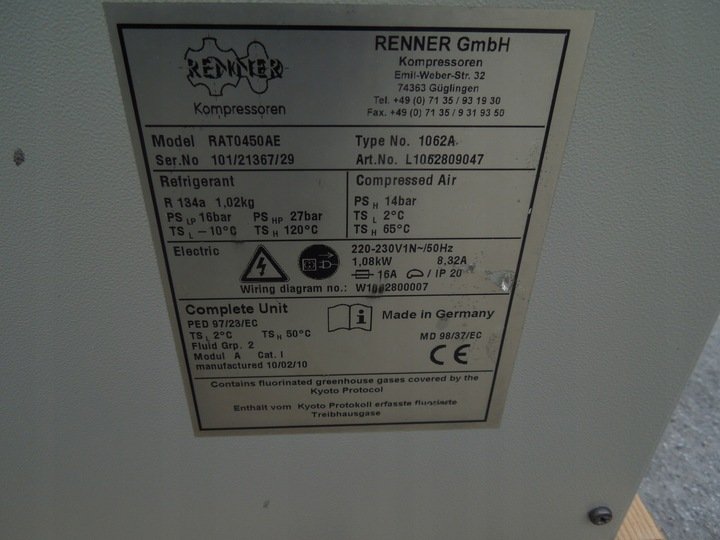 RENNER
Kompressoren
RENNER GmbH
Kompressoren
Emil-Weber-Str. 32
74363 Güglingen
Tel. +49 (0) 71 35 / 93 19 30
Fax. +49 (0) 71 35 / 9 31 93 50
Model RAT0450AE Type No. 1062A
Ser.No 101/21367/29 Art.No. L1062809047
Refrigerant
R 134a 1,02kg
PS LP 16bar PS HP 27bar
TS L –10°C TS H 120°C
Compressed Air
PS H 14bar
TS L 2°C
TS H 65°C
Electric
220-230V1N~/50Hz
1,08kW 8,32A
16A / IP 20
Wiring diagram no.: W1062800007
Complete Unit
PED 97/23/EC
TS L 2°C TS H 50°C
Fluid Grp. 2
Modul A Cat. I
manufactured 10/02/10
Made in Germany
MD 98/37/EC
CE
Contains fluorinated greenhouse gases covered by the
Kyoto Protocol
Enthält vom Kyoto Protokoll erfasste fluorierte
Treibhausgase